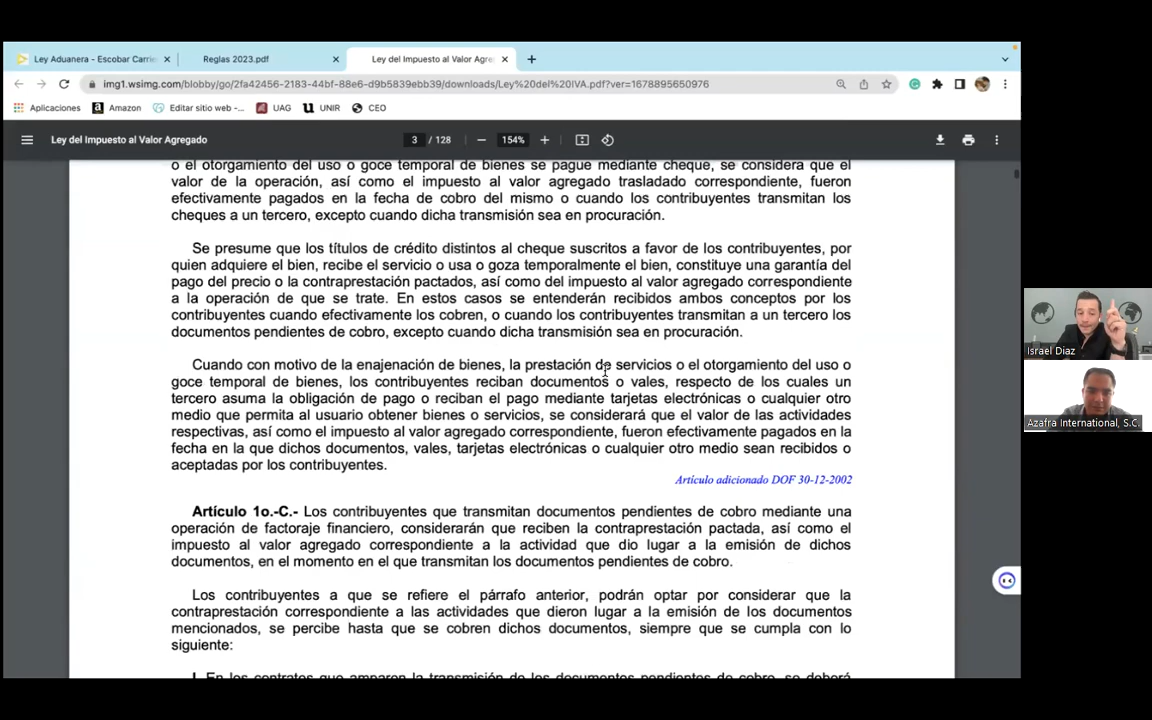 Ley Aduanera - Escobar Carri
Reglas 2023.pdf
Ley del Impuesto al Valor Agre
img1.wsimg.com/blobby/go/2fa42456-2183-44bf-88e6-d9b5839ebb39/downloads/Ley%20del%20IVA.pdf?ver=1678895650976
Aplicaciones
Amazon
Editar sitio web -...
UAG
UNIR
CEO
Ley del Impuesto al Valor Agregado
3 / 128
154%
o el otorgamiento del uso o goce temporal de bienes se pague mediante cheque, se considera que el
valor de la operación, así como el impuesto al valor agregado trasladado correspondiente, fueron
efectivamente pagados en la fecha de cobro del mismo o cuando los contribuyentes transmitan los
cheques a un tercero, excepto cuando dicha transmisión sea en procuración.
Se presume que los títulos de crédito distintos al cheque suscritos a favor de los contribuyentes, por
quien adquiere el bien, recibe el servicio o usa o goza temporalmente el bien, constituye una garantía del
pago del precio o la contraprestación pactados, así como del impuesto al valor agregado correspondiente
a la operación de que se trate. En estos casos se entenderán recibidos ambos conceptos por los
contribuyentes cuando efectivamente los cobren, o cuando los contribuyentes transmitan a un tercero los
documentos pendientes de cobro, excepto cuando dicha transmisión sea en procuración.
Cuando con motivo de la enajenación de bienes, la prestación de servicios o el otorgamiento del uso o
goce temporal de bienes, los contribuyentes reciban documentos o vales, respecto de los cuales un
tercero asuma la obligación de pago o reciban el pago mediante tarjetas electrónicas o cualquier otro
medio que permita al usuario obtener bienes o servicios, se considerará que el valor de las actividades
respectivas, así como el impuesto al valor agregado correspondiente, fueron efectivamente pagados en la
fecha en la que dichos documentos, vales, tarjetas electrónicas o cualquier otro medio sean recibidos o
aceptadas por los contribuyentes.
Artículo adicionado DOF 30-12-2002
Artículo 1o.-C.- Los contribuyentes que transmitan documentos pendientes de cobro mediante una
operación de factoraje financiero, considerarán que reciben la contraprestación pactada, así como el
impuesto al valor agregado correspondiente a la actividad que dio lugar a la emisión de dichos
documentos, en el momento en el que transmitan los documentos pendientes de cobro.
Los contribuyentes a que se refiere el párrafo anterior, podrán optar por considerar que la
contraprestación correspondiente a las actividades que dieron lugar a la emisión de los documentos
mencionados, se percibe hasta que se cobren dichos documentos, siempre que se cumpla con lo
siguiente:
I. En los contratos que amparen la transmisión de los documentos pendientes de cobro, se deberá
Israel Diaz
Azafra International, S.C.